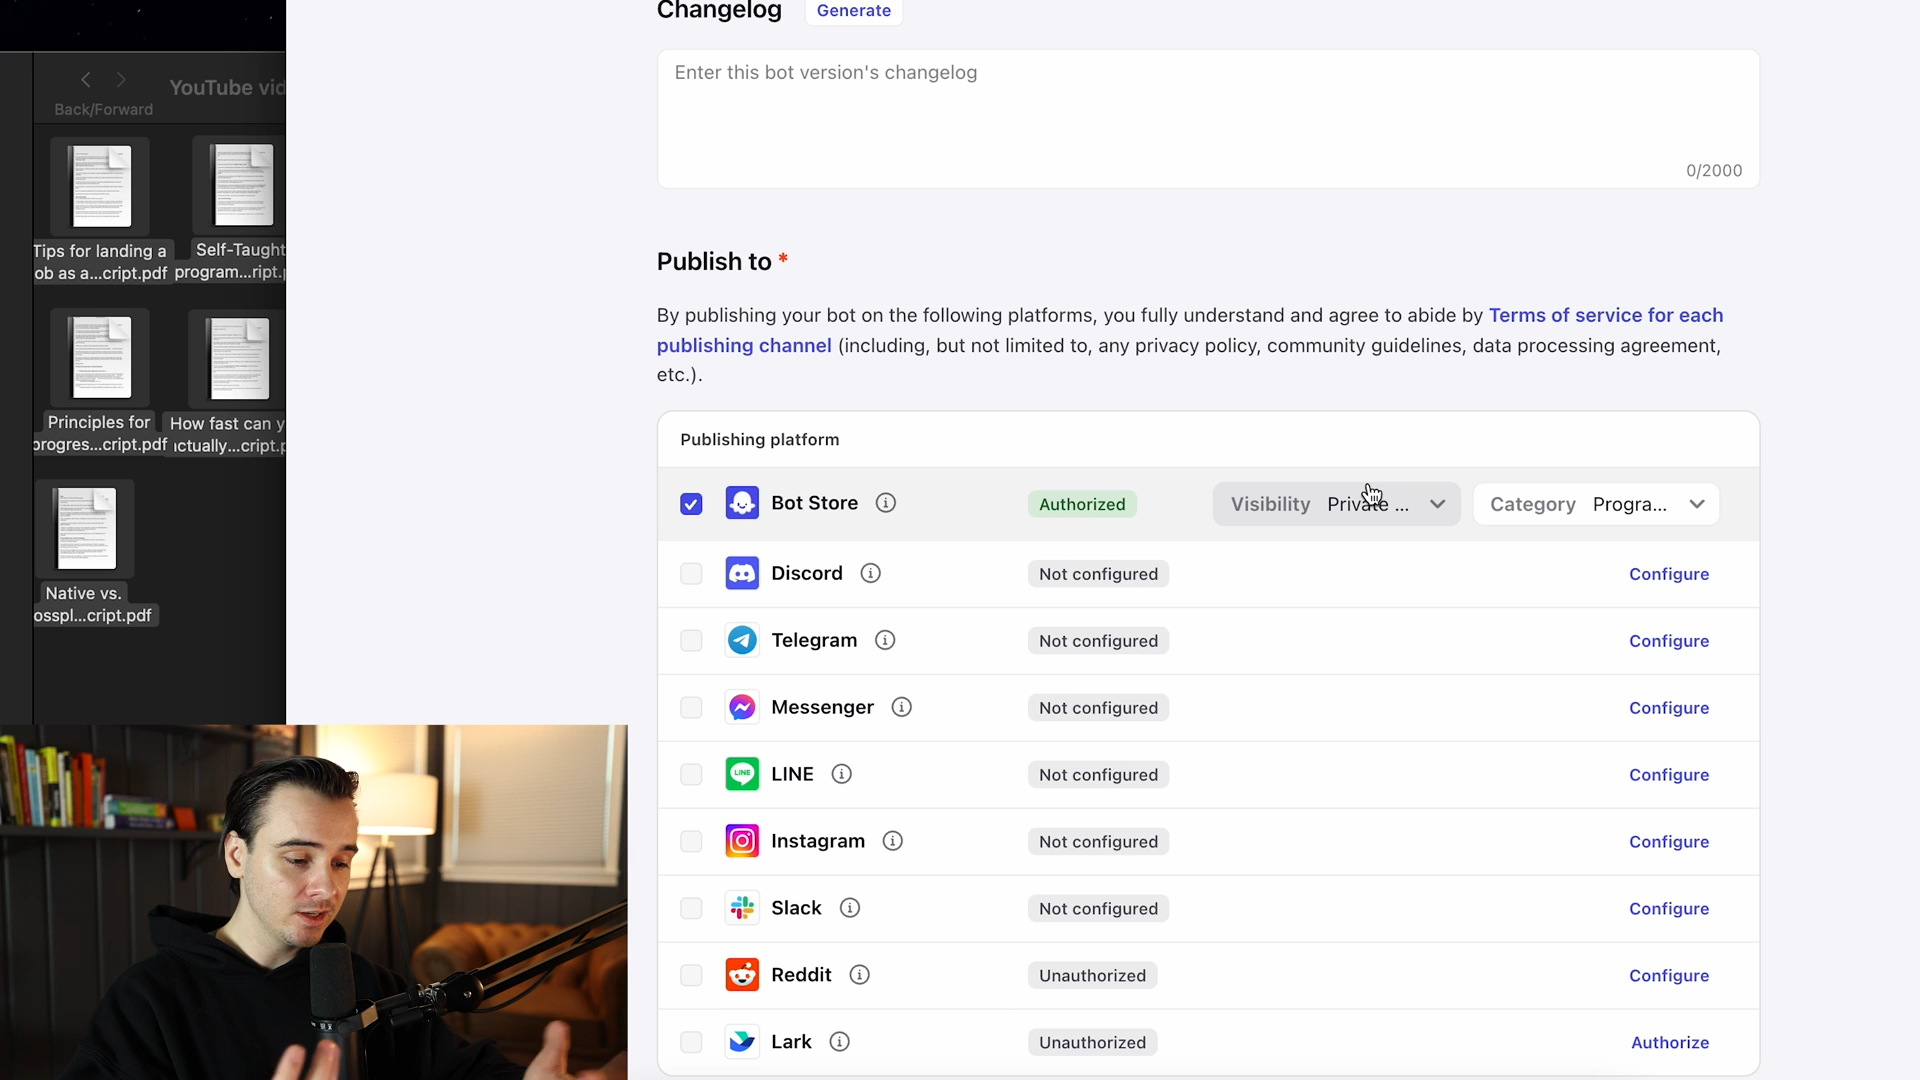 Changelog
Generate
Enter this bot version's changelog
0/2000
Back/Forward
YouTube vid
Tips for landing a
ob as a...cript.pdf
Self-Taught
program...ript.
Principles for
progres...cript.pdf
How fast can y
actually...cript.p
Native vs.
osspl...cript.pdf
Publish to *
By publishing your bot on the following platforms, you fully understand and agree to abide by Terms of service for each
publishing channel (including, but not limited to, any privacy policy, community guidelines, data processing agreement,
etc.).
Publishing platform
Bot Store
Authorized
Visibility Private ...
Category Progra...
Discord
Not configured
Configure
Telegram
Not configured
Configure
Messenger
Not configured
Configure
LINE
LINE
Not configured
Configure
Instagram
Not configured
Configure
Slack
Not configured
Configure
Reddit
Unauthorized
Configure
Lark
Unauthorized
Authorize